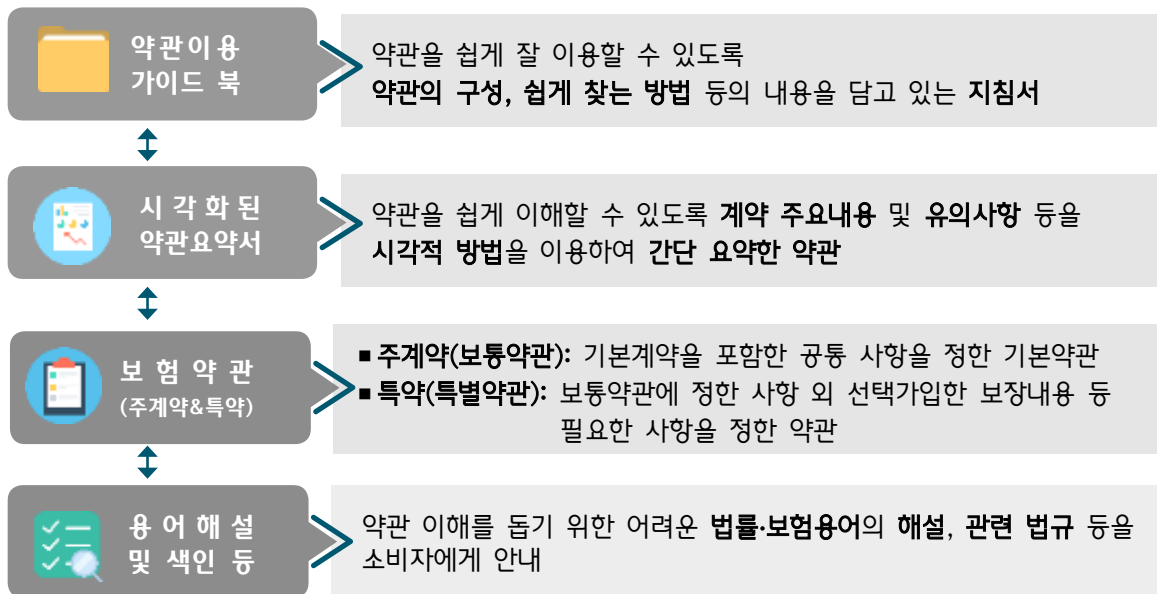 약관이용
가이드 북
약관을 쉽게 잘 이용할 수 있도록
약관의 구성, 쉽게 찾는 방법 등의 내용을 담고 있는 지침서
시 각 화 된
약관요약서
약관을 쉽게 이해할 수 있도록 계약 주요내용 및 유의사항 등을
시각적 방법을 이용하여 간단 요약한 약관
보 험 약 관
(주계약&특약)
▪ 주계약(보통약관): 기본계약을 포함한 공통 사항을 정한 기본약관
▪ 특약(특별약관): 보통약관에 정한 사항 외 선택가입한 보장내용 등
필요한 사항을 정한 약관
용 어 해 설
및 색인 등
약관 이해를 돕기 위한 어려운 법률·보험용어의 해설, 관련 법규 등을
소비자에게 안내